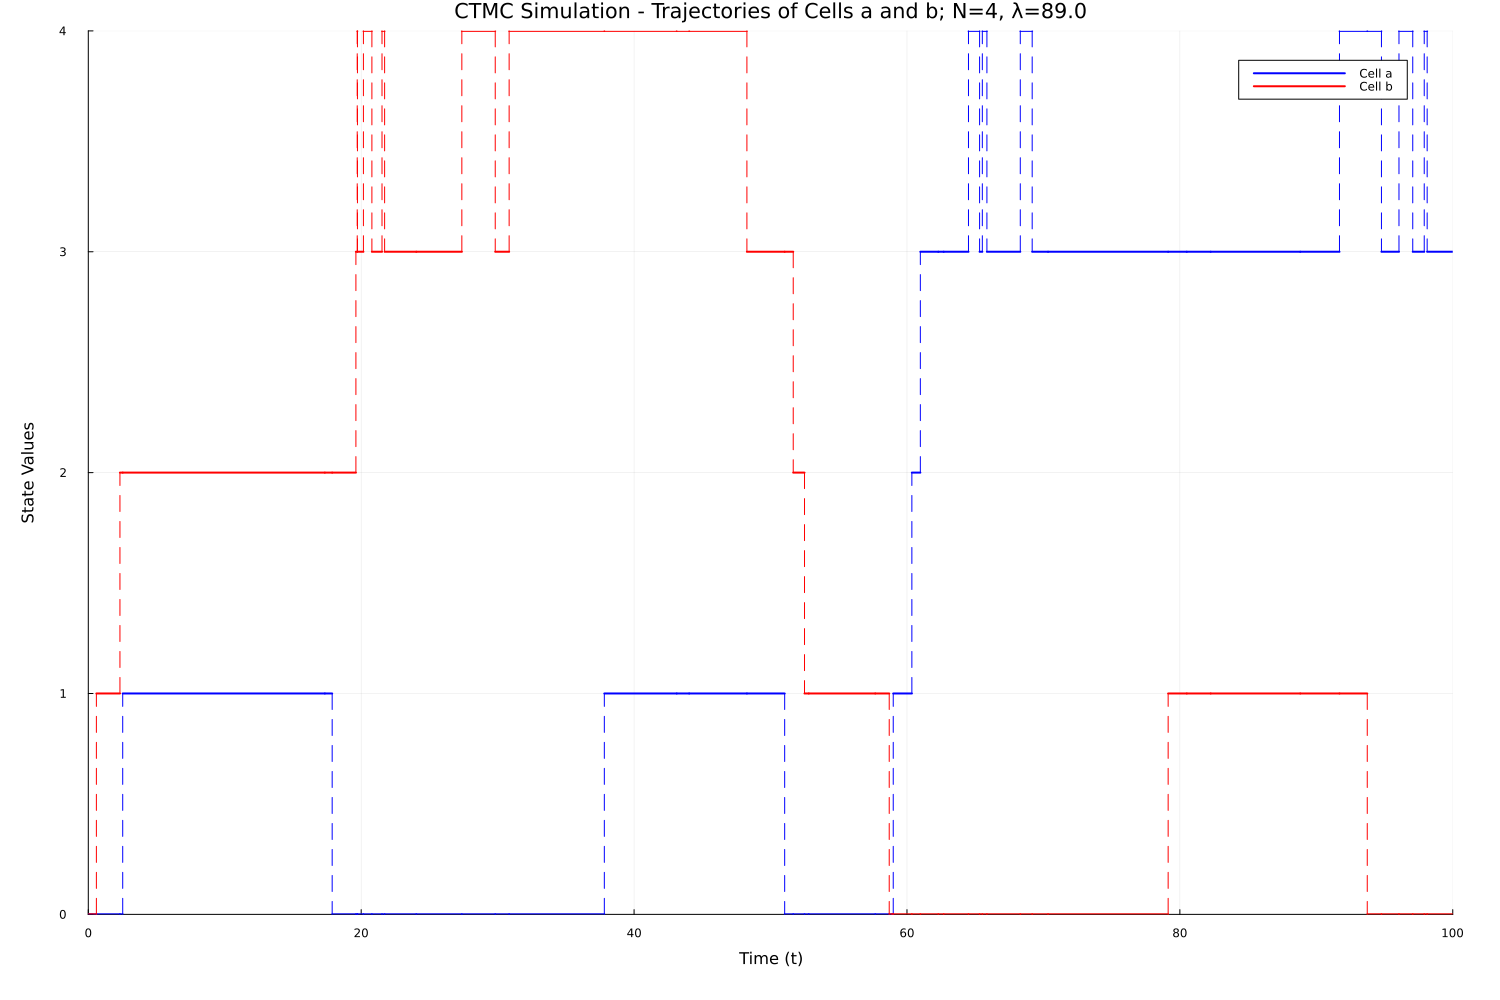 CTMC Simulation - Trajectories of Cells a and b; N=4, λ=89.0
4
Cell a
Cell b
3
State Values
2
1
0
0 20 40 60 80 100
Time (t)